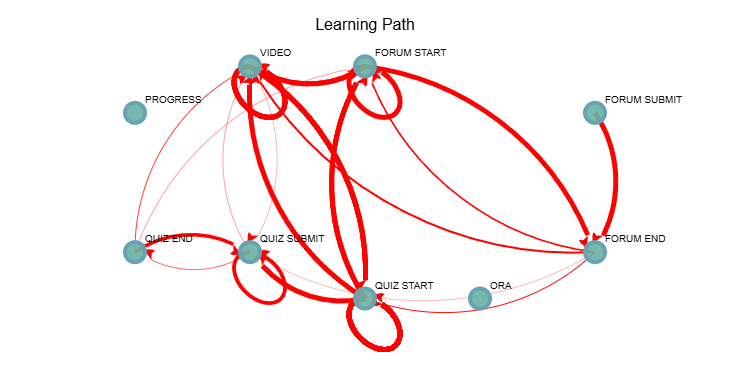 Learning Path
VIDEO
FORUM START
PROGRESS
FORUM SUBMIT
QUIZ END
QUIZ SUBMIT
FORUM END
QUIZ START
ORA